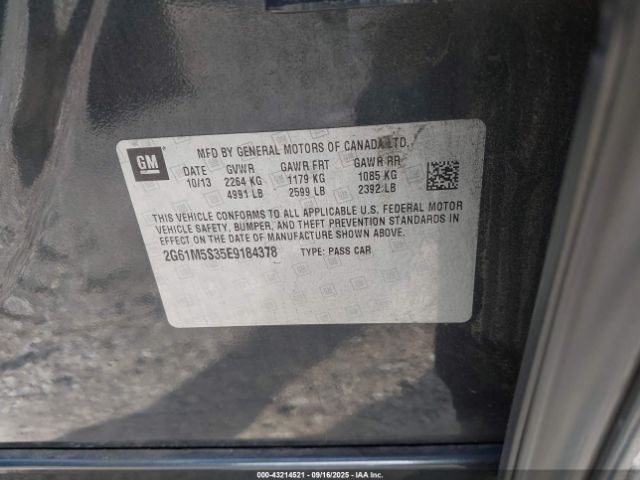 GM
MFD BY GENERAL MOTORS OF CANADA LTD.
DATE GVWR GAWR FRT GAWR RR
10/13 2264 KG 1179 KG 1085 KG
4991 LB 2599 LB 2392 LB
THIS VEHICLE CONFORMS TO ALL APPLICABLE U.S. FEDERAL MOTOR
VEHICLE SAFETY, BUMPER, AND THEFT PREVENTION STANDARDS
IN EFFECT ON THE DATE OF MANUFACTURE SHOWN ABOVE.
2G61M5S35E9184378 TYPE: PASS CAR
000-43214521 - 09/16/2025 - IAAI, Inc.